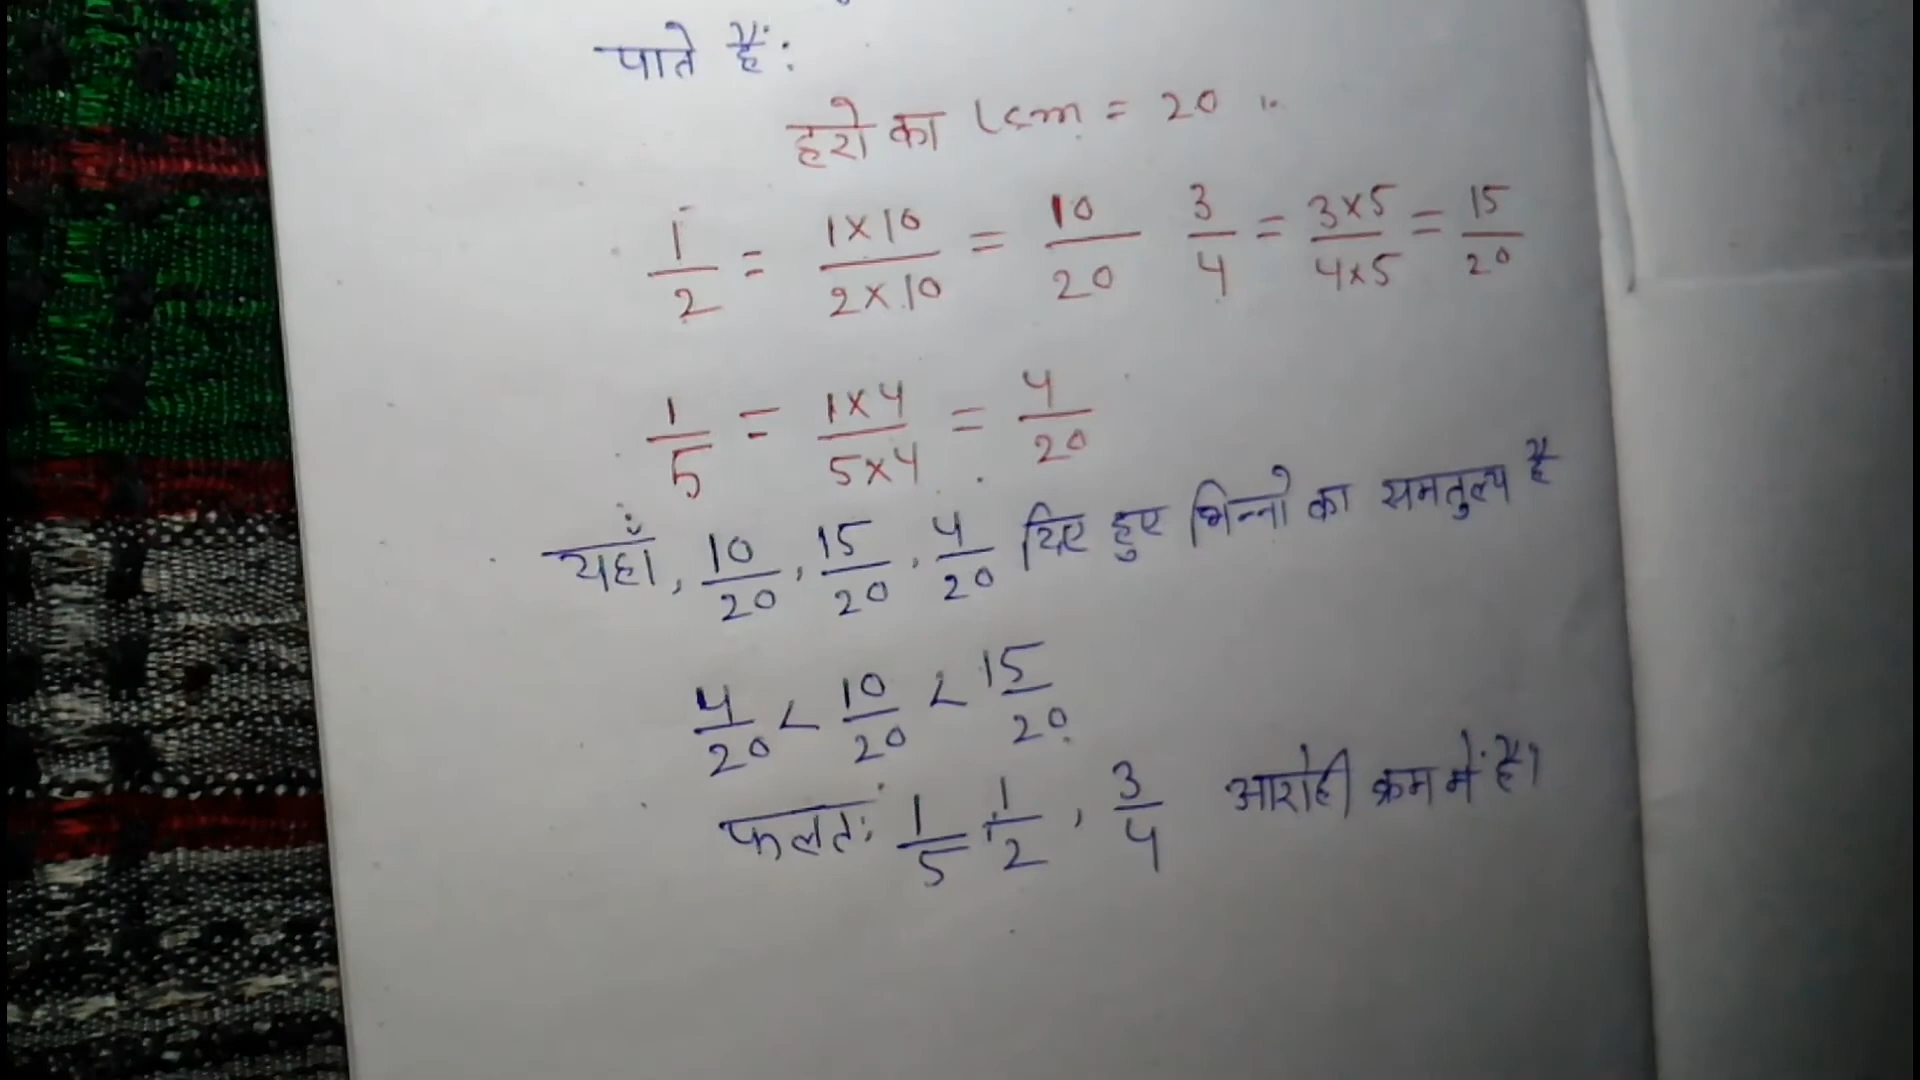 पाते हैं:
हरो का Lcm = 20
1/2 = 1×10/2×10 = 10/20 3/4 = 3×5/4×5 = 15/20
1/5 = 1×4/5×4 = 4/20
यहाँ, 10/20, 15/20, 4/20 दिए हुए भिन्नो का समतुल्य है
4/20 < 10/20 < 15/20
फलतः 1/5, 1/2, 3/4 आरोही क्रम में है।